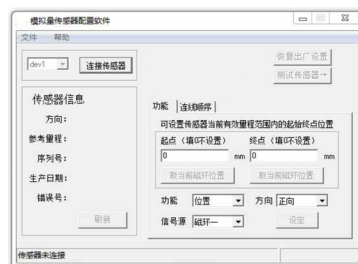 模拟量传感器配置软件
文件 帮助
dev1 连接传感器
恢复出厂设置
测试传感器→
传感器信息
方向：
参考量程：
序列号：
生产日期：
错误号：
刷新
功能 连线顺序
可设置传感器当前有效量程范围内的起始终点位置
起点（填0不设置） 终点（填0不设置）
0 mm 0 mm
取当前磁环位置 取当前磁环位置
功能 位置 方向 正向
信号源 磁环一 设定
传感器未连接